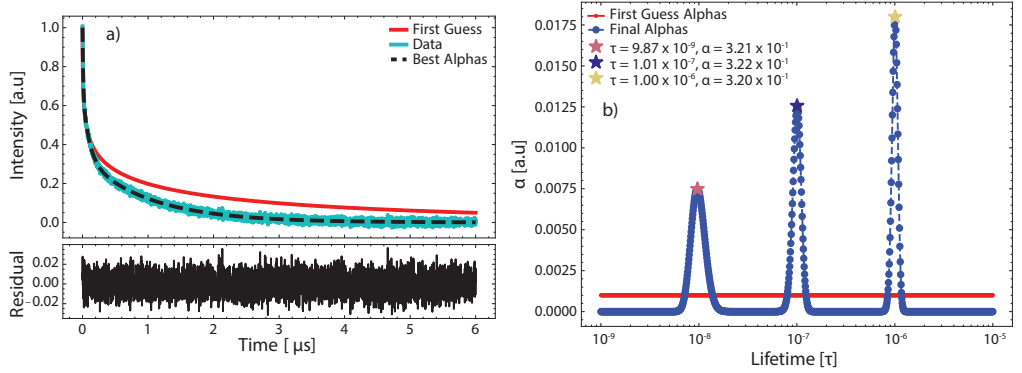 a)
First Guess
Data
Best Alphas
Intensity [a.u]
1.0
0.8
0.6
0.4
0.2
0.0
Residual
0.02
0.00
−0.02
0 1 2 3 4 5 6
Time [ μs]
b)
First Guess Alphas
Final Alphas
τ = 9.87 x 10⁻⁹, α = 3.21 x 10⁻¹
τ = 1.01 x 10⁻⁷, α = 3.22 x 10⁻¹
τ = 1.00 x 10⁻⁶, α = 3.20 x 10⁻¹
α [a.u]
0.0175
0.0150
0.0125
0.0100
0.0075
0.0050
0.0025
0.0000
10⁻⁹ 10⁻⁸ 10⁻⁷ 10⁻⁶ 10⁻⁵
Lifetime [τ]